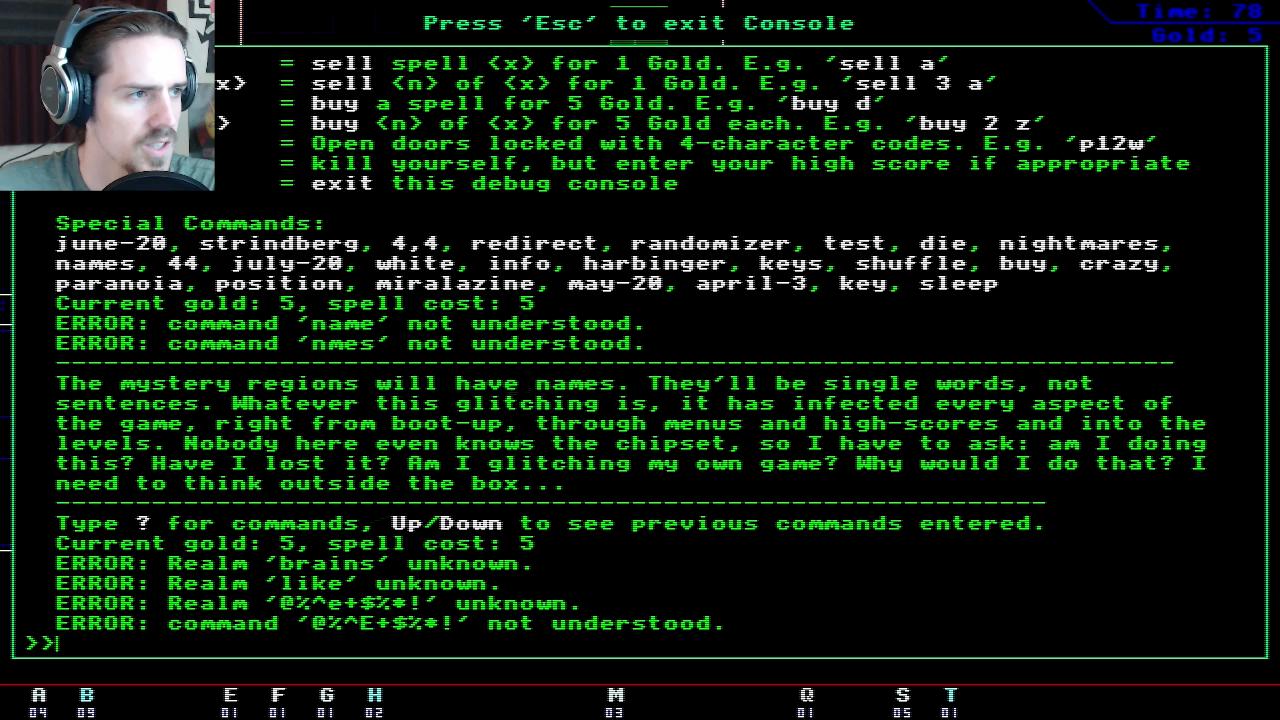 Press 'Esc' to exit Console
Time: 78
Gold: 5
= sell spell <x> for 1 Gold. E.g. 'sell a'
x> = sell <n> of <x> for 1 Gold. E.g. 'sell 3 a'
= buy a spell for 5 Gold. E.g. 'buy d'
> = buy <n> of <x> for 5 Gold each. E.g. 'buy 2 z'
= Open doors locked with 4-character codes. E.g. 'p12w'
= kill yourself, but enter your high score if appropriate
= exit this debug console
Special Commands:
june-20, strindberg, 4,4, redirect, randomizer, test, die, nightmares,
names, 44, july-20, white, info, harbinger, keys, shuffle, buy, crazy,
paranoia, position, miralazine, may-20, april-3, key, sleep
Current gold: 5, spell cost: 5
ERROR: command 'name' not understood.
ERROR: command 'nmes' not understood.
The mystery regions will have names. They'll be single words, not
sentences. Whatever this glitching is, it has infected every aspect of
the game, right from boot-up, through menus and high-scores and into the
levels. Nobody here even knows the chipset, so I have to ask: am I doing
this? Have I lost it? Am I glitching my own game? Why would I do that? I
need to think outside the box...
Type ? for commands, Up/Down to see previous commands entered.
Current gold: 5, spell cost: 5
ERROR: Realm 'brains' unknown.
ERROR: Realm 'like' unknown.
ERROR: Realm '@%^e+$%*!' unknown.
ERROR: command '@%^E+$%*!' not understood.
>>
A B E F G H M Q S T
04 09 01 01 01 02 03 01 05 01